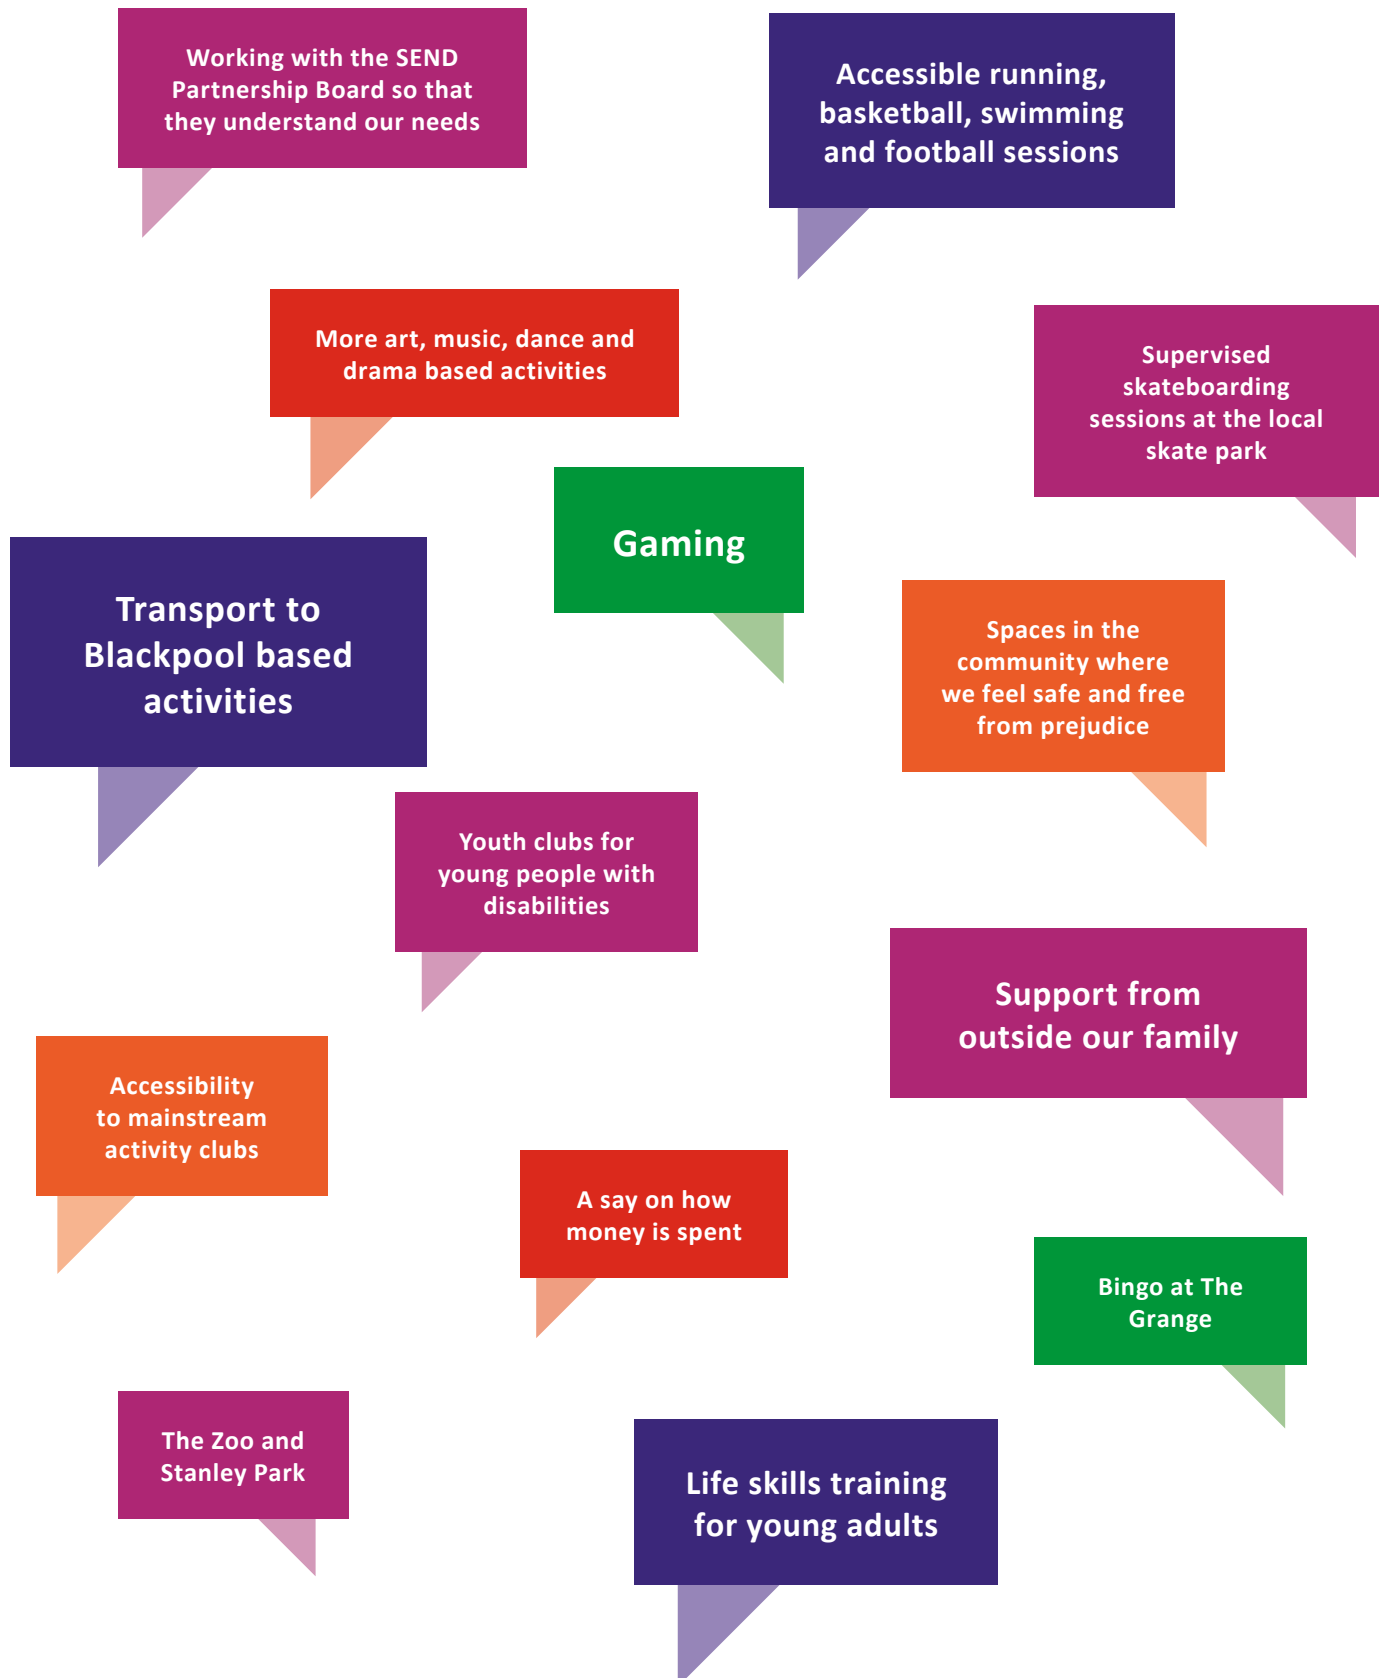 Working with the SEND
Partnership Board so that
they understand our needs
Accessible running,
basketball, swimming
and football sessions
More art, music, dance and
drama based activities
Supervised
skateboarding
sessions at the local
skate park
Gaming
Transport to
Blackpool based
activities
Spaces in the
community where
we feel safe and free
from prejudice
Youth clubs for
young people with
disabilities
Support from
outside our family
Accessibility
to mainstream
activity clubs
A say on how
money is spent
Bingo at The
Grange
The Zoo and
Stanley Park
Life skills training
for young adults